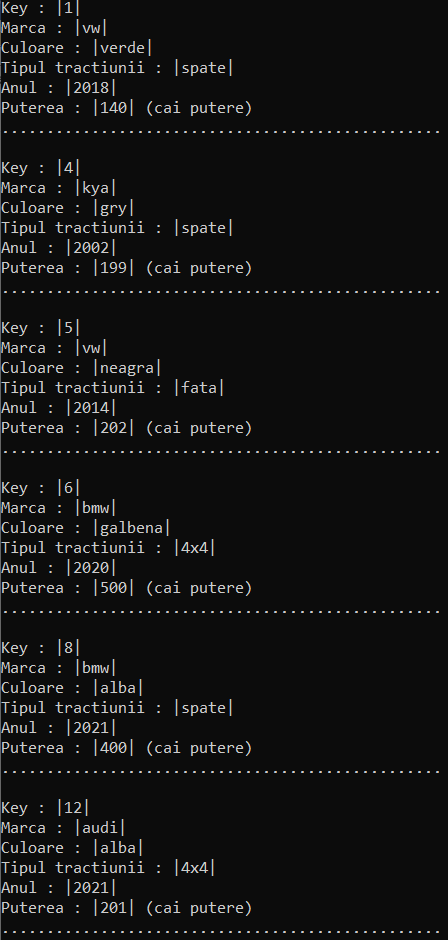 Key : |1|
Marca : |vw|
Culoare : |verde|
Tipul tractiunii : |spate|
Anul : |2018|
Puterea : |140| (cai putere)
................................................
Key : |4|
Marca : |kya|
Culoare : |gry|
Tipul tractiunii : |spate|
Anul : |2002|
Puterea : |199| (cai putere)
................................................
Key : |5|
Marca : |vw|
Culoare : |neagra|
Tipul tractiunii : |fata|
Anul : |2014|
Puterea : |202| (cai putere)
................................................
Key : |6|
Marca : |bmw|
Culoare : |galbena|
Tipul tractiunii : |4x4|
Anul : |2020|
Puterea : |500| (cai putere)
................................................
Key : |8|
Marca : |bmw|
Culoare : |alba|
Tipul tractiunii : |spate|
Anul : |2021|
Puterea : |400| (cai putere)
................................................
Key : |12|
Marca : |audi|
Culoare : |alba|
Tipul tractiunii : |4x4|
Anul : |2021|
Puterea : |201| (cai putere)
................................................